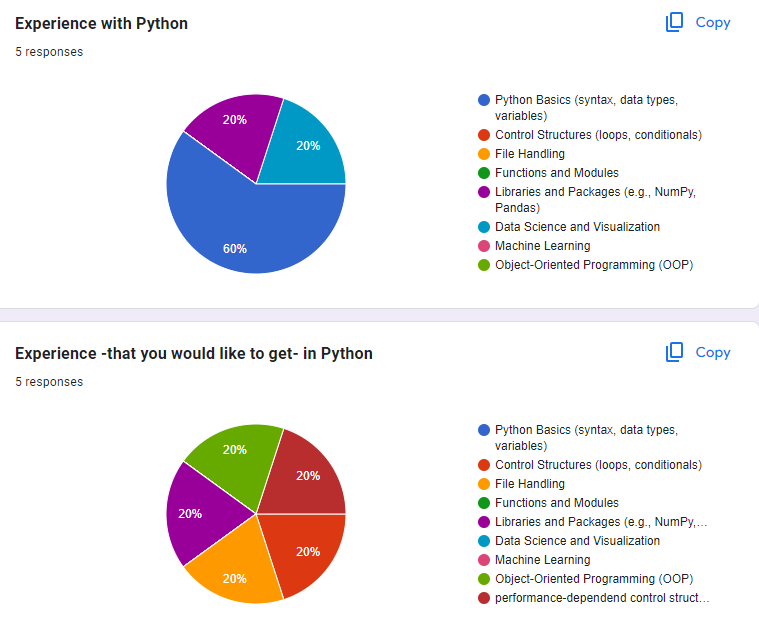 Experience with Python
Copy
5 responses
20%
20%
60%
Python Basics (syntax, data types,
variables)
Control Structures (loops, conditionals)
File Handling
Functions and Modules
Libraries and Packages (e.g., NumPy,
Pandas)
Data Science and Visualization
Machine Learning
Object-Oriented Programming (OOP)
Experience -that you would like to get- in Python
Copy
5 responses
20%
20%
20%
20%
20%
Python Basics (syntax, data types,
variables)
Control Structures (loops, conditionals)
File Handling
Functions and Modules
Libraries and Packages (e.g., NumPy,…
Data Science and Visualization
Machine Learning
Object-Oriented Programming (OOP)
performance-dependend control struct…